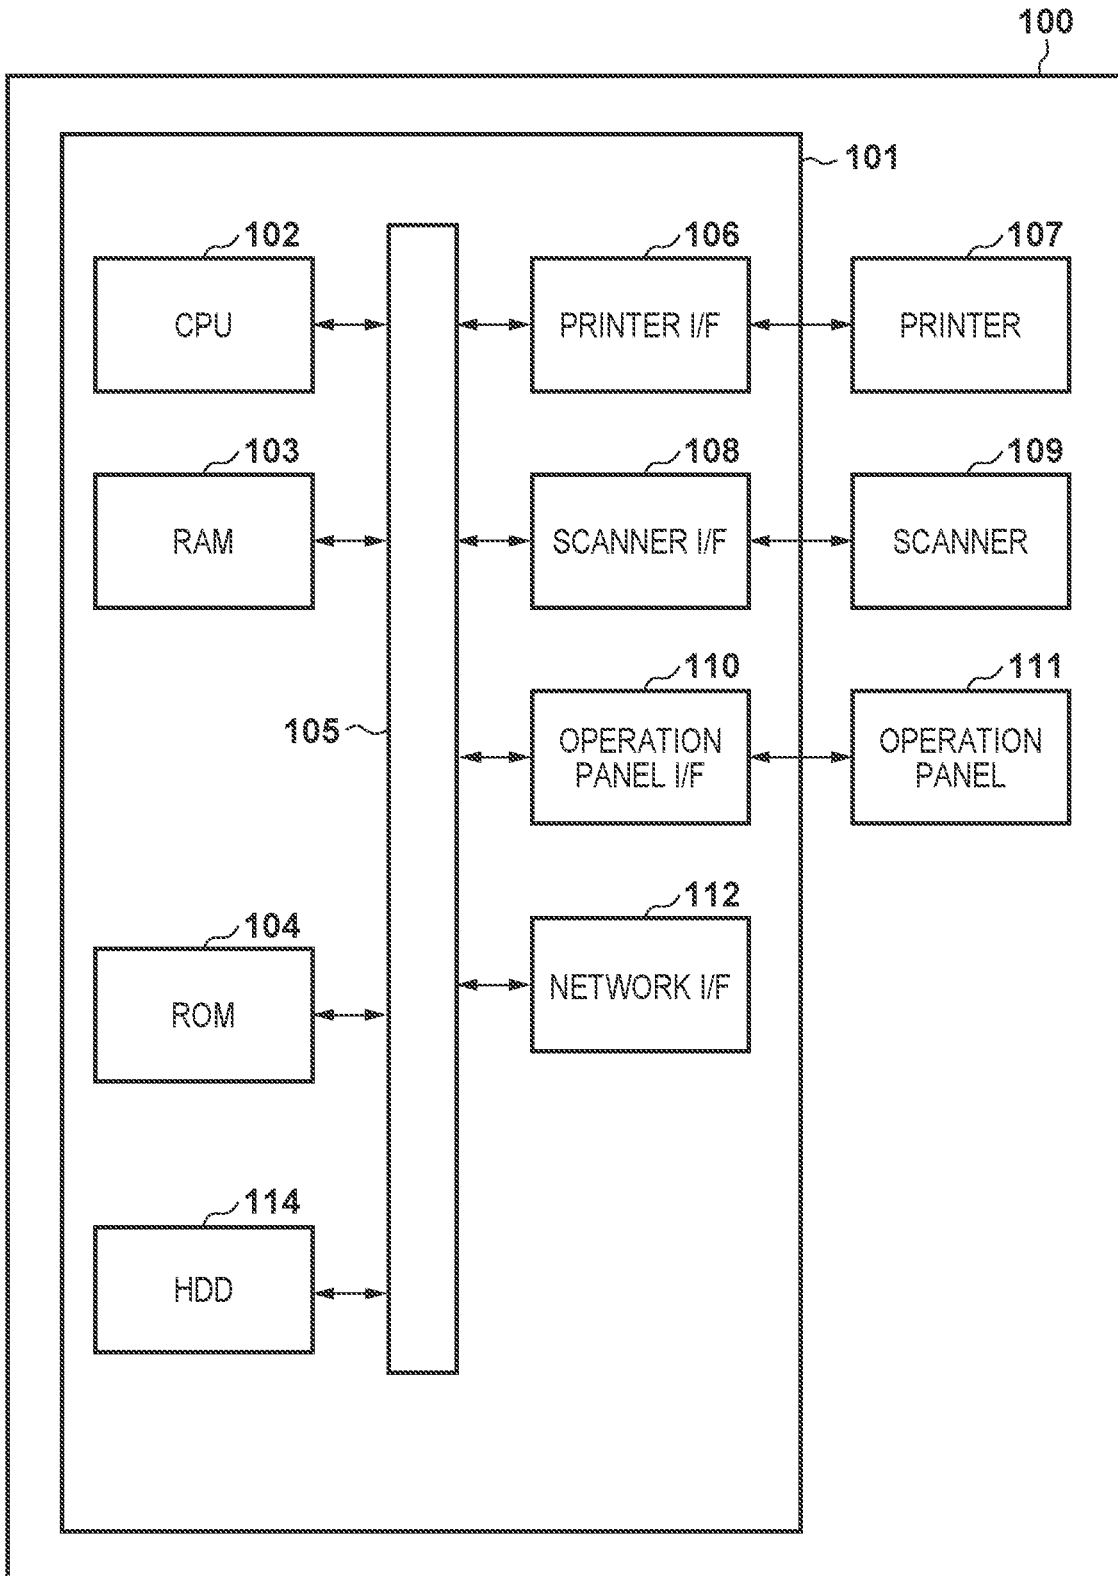 100
101
102
106
107
CPU
PRINTER I/F
PRINTER
103
108
109
RAM
SCANNER I/F
SCANNER
110
111
105
OPERATION
PANEL I/F
OPERATION
PANEL
104
112
ROM
NETWORK I/F
114
HDD